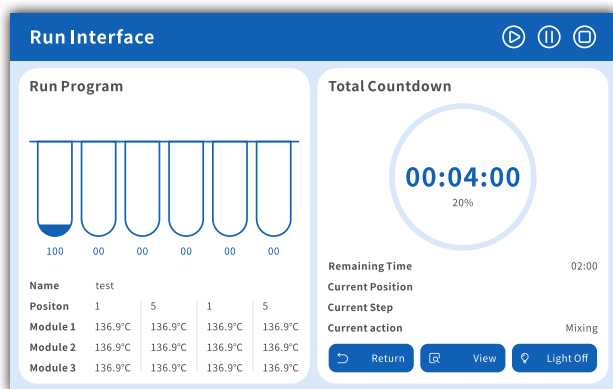 Run Interface
Run Program
100 00 00 00 00 00
Name test
Positon 1 5 1 5
Module 1 136.9°C 136.9°C 136.9°C 136.9°C
Module 2 136.9°C 136.9°C 136.9°C 136.9°C
Module 3 136.9°C 136.9°C 136.9°C 136.9°C
Total Countdown
00:04:00
20%
Remaining Time 02:00
Current Position
Current Step
Current action Mixing
Return View Light Off